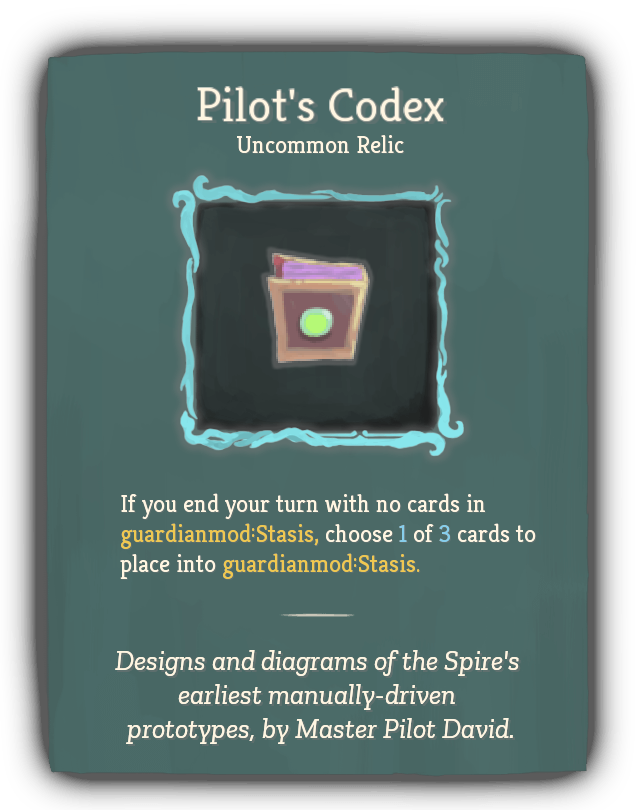 Pilot's Codex
Uncommon Relic
If you end your turn with no cards in
guardianmod:Stasis, choose 1 of 3 cards to
place into guardianmod:Stasis.
Designs and diagrams of the Spire's
earliest manually-driven
prototypes, by Master Pilot David.